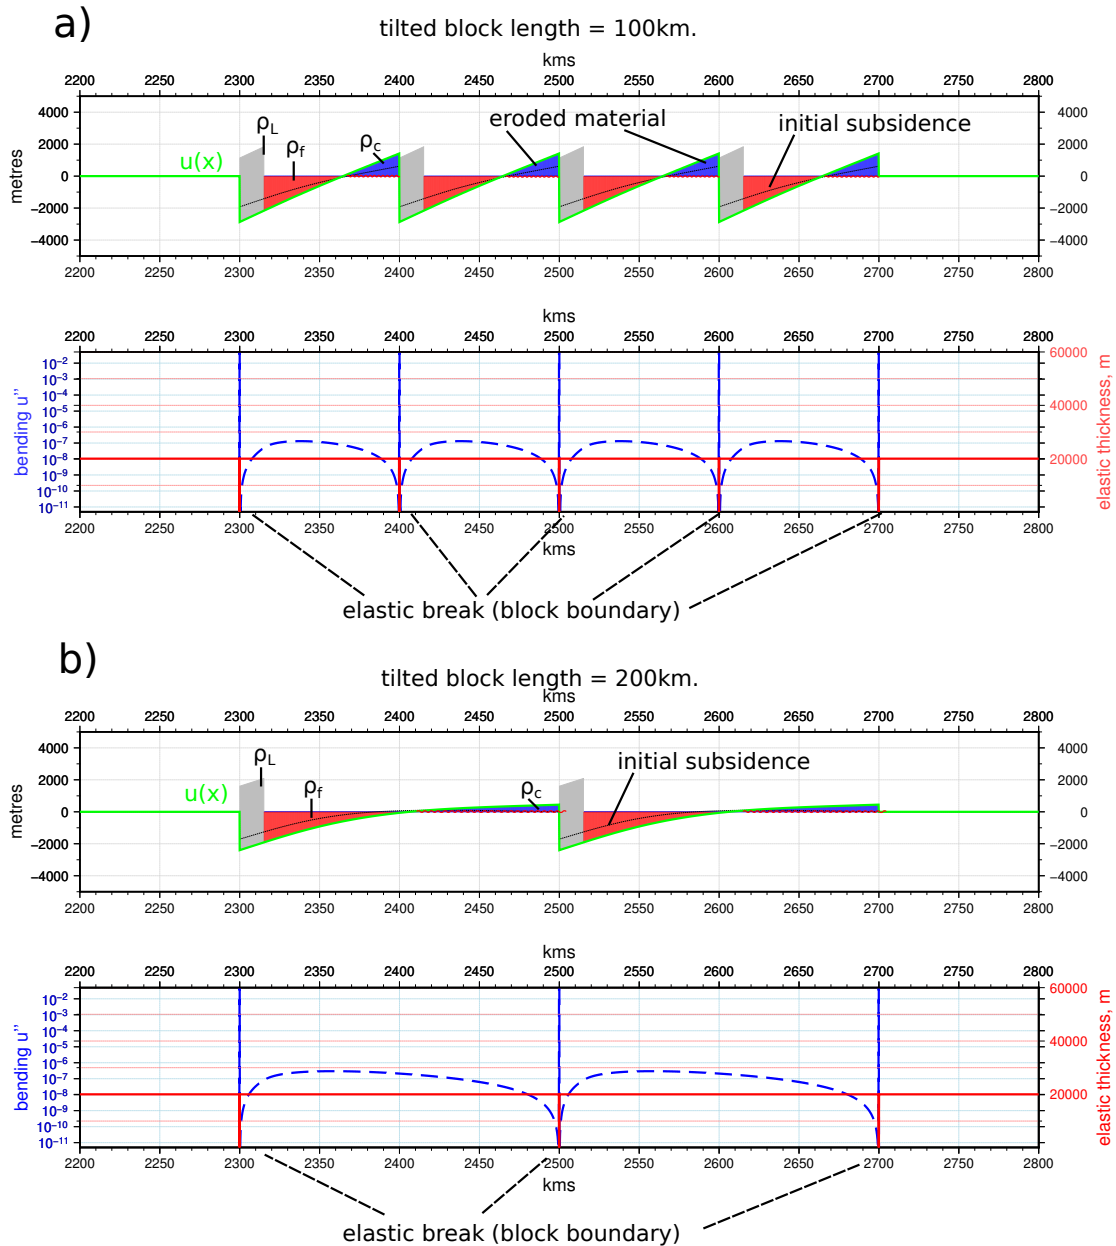 a)
tilted block length = 100km.
kms
2200 2250 2300 2350 2400 2450 2500 2550 2600 2650 2700 2750 2800
4000 2000 0 −2000 −4000
metres
u(x)
ρL
ρf
ρc
eroded material
initial subsidence
4000 2000 0 −2000 −4000
2200 2250 2300 2350 2400 2450 2500 2550 2600 2650 2700 2750 2800
kms
2200 2250 2300 2350 2400 2450 2500 2550 2600 2650 2700 2750 2800
bending u''
10−2 10−3 10−4 10−5 10−6 10−7 10−8 10−9 10−10 10−11
60000 40000 20000
elastic thickness, m
2200 2250 2300 2350 2400 2450 2500 2550 2600 2650 2700 2750 2800
kms
elastic break (block boundary)
b)
tilted block length = 200km.
kms
2200 2250 2300 2350 2400 2450 2500 2550 2600 2650 2700 2750 2800
4000 2000 0 −2000 −4000
metres
u(x)
ρL
ρf
ρc
initial subsidence
4000 2000 0 −2000 −4000
2200 2250 2300 2350 2400 2450 2500 2550 2600 2650 2700 2750 2800
kms
2200 2250 2300 2350 2400 2450 2500 2550 2600 2650 2700 2750 2800
bending u''
10−2 10−3 10−4 10−5 10−6 10−7 10−8 10−9 10−10 10−11
60000 40000 20000
elastic thickness, m
2200 2250 2300 2350 2400 2450 2500 2550 2600 2650 2700 2750 2800
kms
elastic break (block boundary)